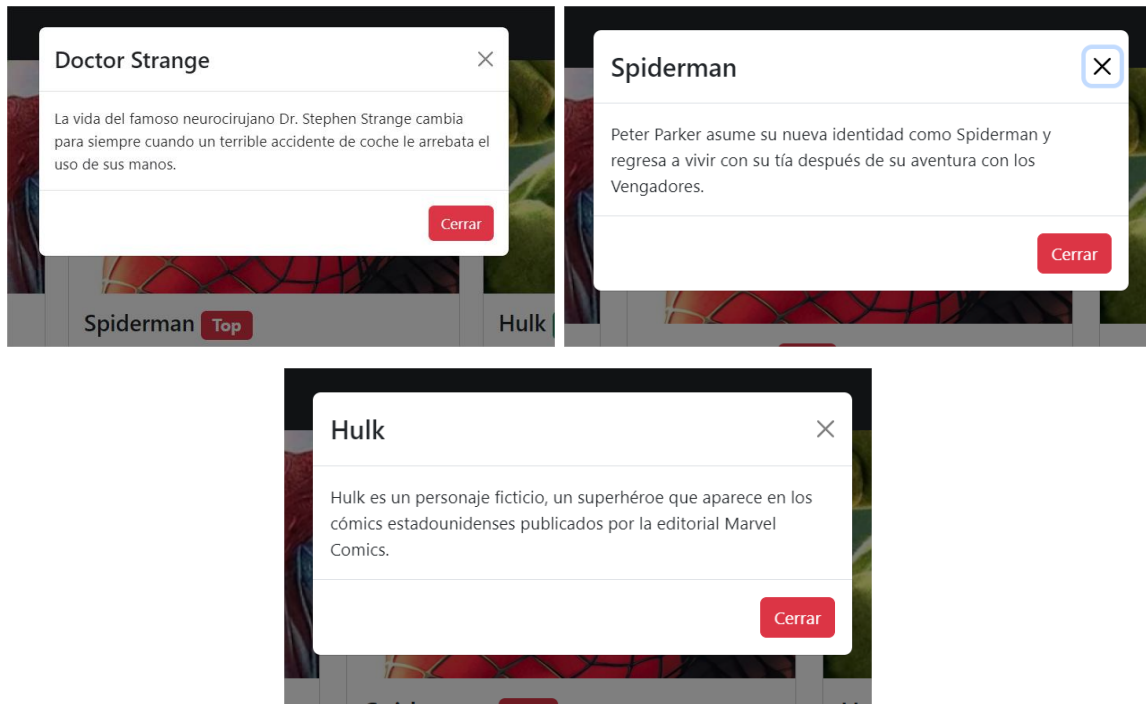 Doctor Strange
La vida del famoso neurocirujano Dr. Stephen Strange cambia
para siempre cuando un terrible accidente de coche le arrebata el
uso de sus manos.
Cerrar
Spiderman Top
Hulk
Spiderman
Peter Parker asume su nueva identidad como Spiderman y
regresa a vivir con su tía después de su aventura con los
Vengadores.
Cerrar
Hulk
Hulk es un personaje ficticio, un superhéroe que aparece en los
cómics estadounidenses publicados por la editorial Marvel
Comics.
Cerrar